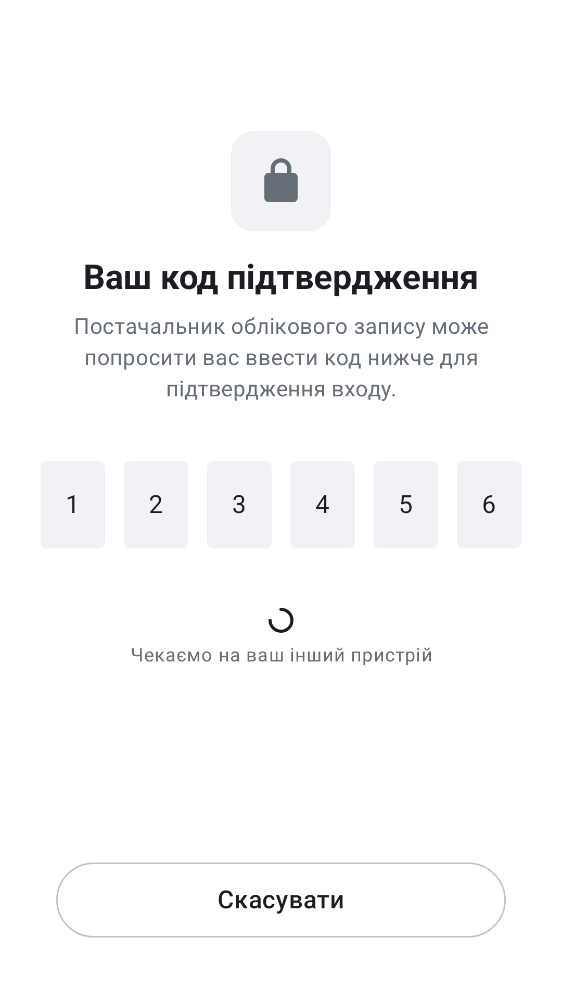 Ваш код підтвердження
Постачальник облікового запису може
попросити вас ввести код нижче для
підтвердження входу.
1 2 3 4 5 6
Чекаємо на ваш інший пристрій
Скасувати